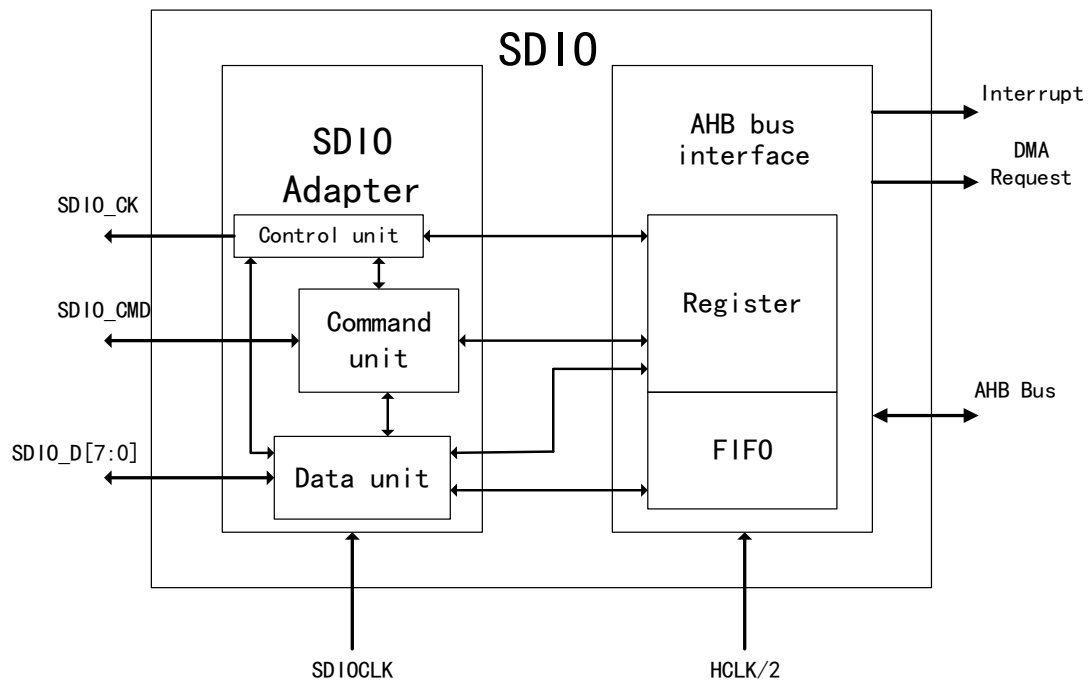 SDIO
SDIO
Adapter
AHB bus
interface
Interrupt
DMA
Request
SDIO_CK
Control unit
SDIO_CMD
Command
unit
Register
AHB Bus
SDIO_D[7:0]
Data unit
FIFO
SDIOCLK
HCLK/2